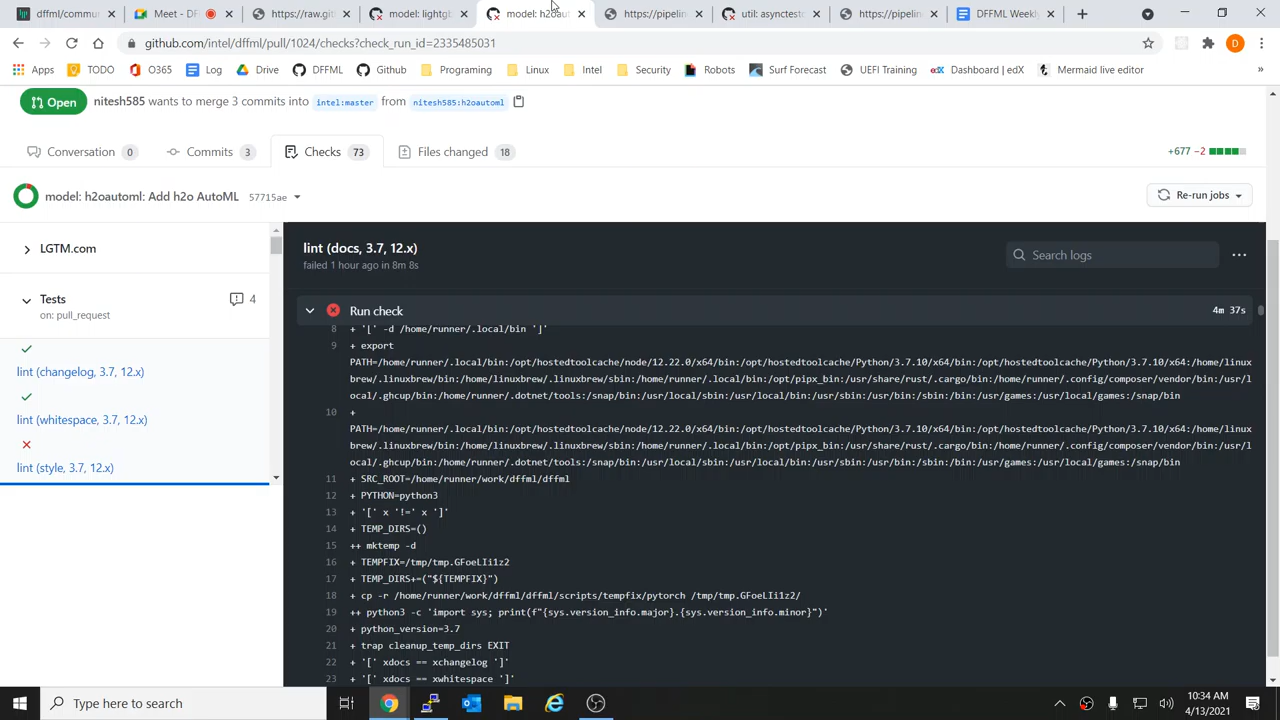 dffml/commu
Meet - DF
https://raw.git
model: lightgl
model: h2oaut
https://pipelin
util: asynctest
https://pipelin
DFFML Weekly
github.com/intel/dffml/pull/1024/checks?check_run_id=2335485031
D
Apps
TODO
O365
Log
Drive
DFFML
Github
Programing
Linux
Intel
Security
Robots
Surf Forecast
UEFI Training
edX
Dashboard | edX
Mermaid live editor
»
Open
nitesh585 wants to merge 3 commits into intel:master from nitesh585:h2oautoml
Conversation 0
Commits 3
Checks 73
Files changed 18
+677 −2
model: h2oautoml: Add h2o AutoML 57715ae
Re-run jobs
LGTM.com
Tests
on: pull_request
4
lint (changelog, 3.7, 12.x)
lint (whitespace, 3.7, 12.x)
lint (style, 3.7, 12.x)
lint (docs, 3.7, 12.x)
failed 1 hour ago in 8m 8s
Search logs
Run check
4m 37s
8 + '[' -d /home/runner/.local/bin ']'
9 + export
PATH=/home/runner/.local/bin:/opt/hostedtoolcache/node/12.22.0/x64/bin:/opt/hostedtoolcache/Python/3.7.10/x64/bin:/opt/hostedtoolcache/Python/3.7.10/x64:/home/linux
brew/.linuxbrew/bin:/home/linuxbrew/.linuxbrew/sbin:/home/runner/.local/bin:/opt/pipx_bin:/usr/share/rust/.cargo/bin:/home/runner/.config/composer/vendor/bin:/usr/l
ocal/.ghcup/bin:/home/runner/.dotnet/tools:/snap/bin:/usr/local/sbin:/usr/local/bin:/usr/sbin:/usr/bin:/sbin:/bin:/usr/games:/usr/local/games:/snap/bin
10 +
PATH=/home/runner/.local/bin:/opt/hostedtoolcache/node/12.22.0/x64/bin:/opt/hostedtoolcache/Python/3.7.10/x64/bin:/opt/hostedtoolcache/Python/3.7.10/x64:/home/linux
brew/.linuxbrew/bin:/home/linuxbrew/.linuxbrew/sbin:/home/runner/.local/bin:/opt/pipx_bin:/usr/share/rust/.cargo/bin:/home/runner/.config/composer/vendor/bin:/usr/l
ocal/.ghcup/bin:/home/runner/.dotnet/tools:/snap/bin:/usr/local/sbin:/usr/local/bin:/usr/sbin:/usr/bin:/sbin:/bin:/usr/games:/usr/local/games:/snap/bin
11 + SRC_ROOT=/home/runner/work/dffml/dffml
12 + PYTHON=python3
13 + '[' x '!=' x ']'
14 + TEMP_DIRS=()
15 ++ mktemp -d
16 + TEMPFIX=/tmp/tmp.GFoeLIi1z2
17 + TEMP_DIRS+=("${TEMPFIX}")
18 + cp -r /home/runner/work/dffml/dffml/scripts/tempfix/pytorch /tmp/tmp.GFoeLIi1z2/
19 ++ python3 -c 'import sys; print(f"{sys.version_info.major}.{sys.version_info.minor}")'
20 + python_version=3.7
21 + trap cleanup_temp_dirs EXIT
22 + '[' xdocs == xchangelog ']'
23 + '[' xdocs == xwhitespace ']'
Type here to search
10:34 AM
4/13/2021